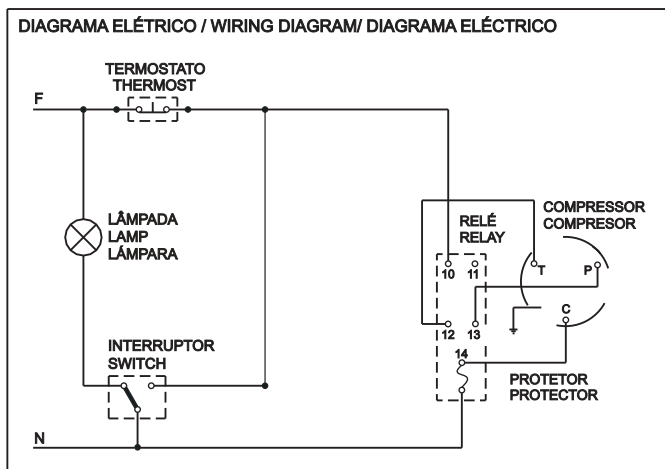 DIAGRAMA ELÉTRICO / WIRING DIAGRAM/ DIAGRAMA ELÉCTRICO
TERMOSTATO
THERMOST
F
LÂMPADA
LAMP
LÁMPARA
COMPRESSOR
COMPRESOR
RELÉ
RELAY
10
11
T
P
C
12
13
14
INTERRUPTOR
SWITCH
PROTETOR
PROTECTOR
N